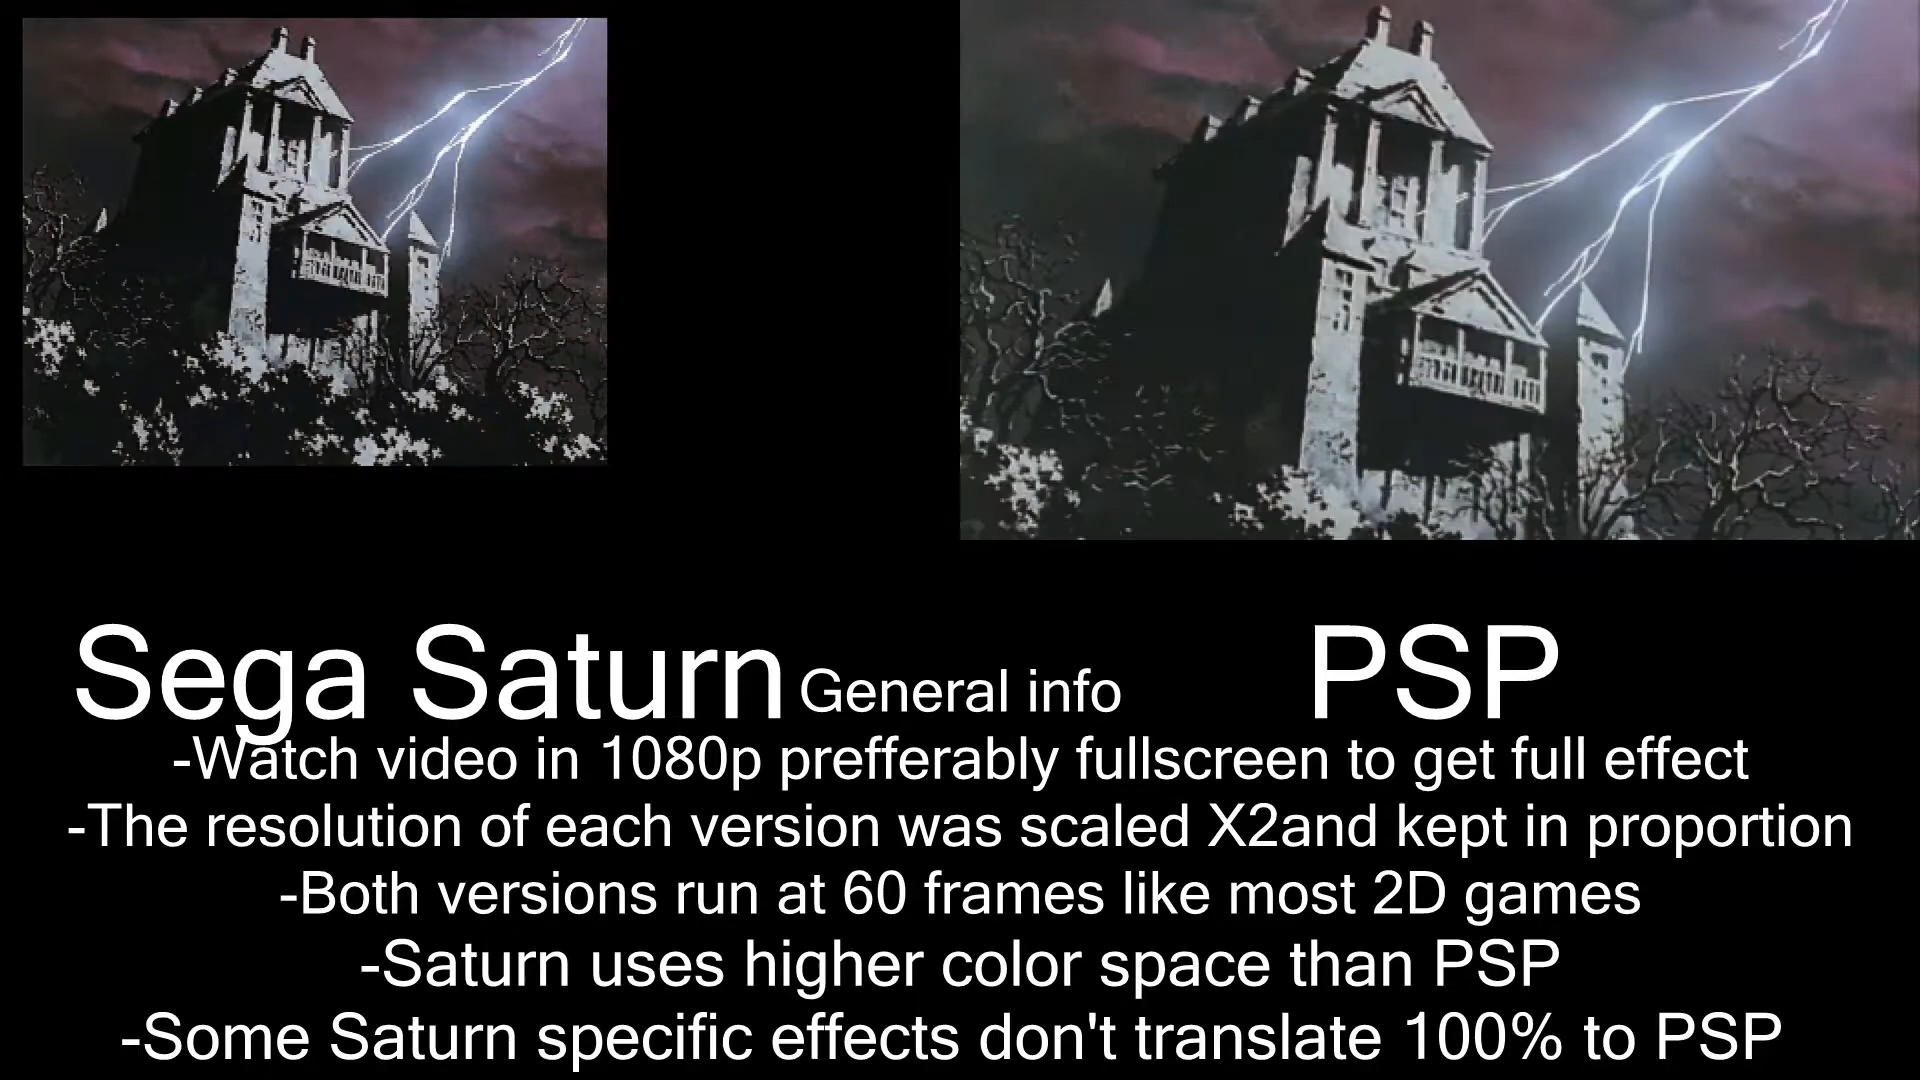 Sega Saturn General info PSP
-Watch video in 1080p prefferably fullscreen to get full effect
-The resolution of each version was scaled X2and kept in proportion
-Both versions run at 60 frames like most 2D games
-Saturn uses higher color space than PSP
-Some Saturn specific effects don't translate 100% to PSP